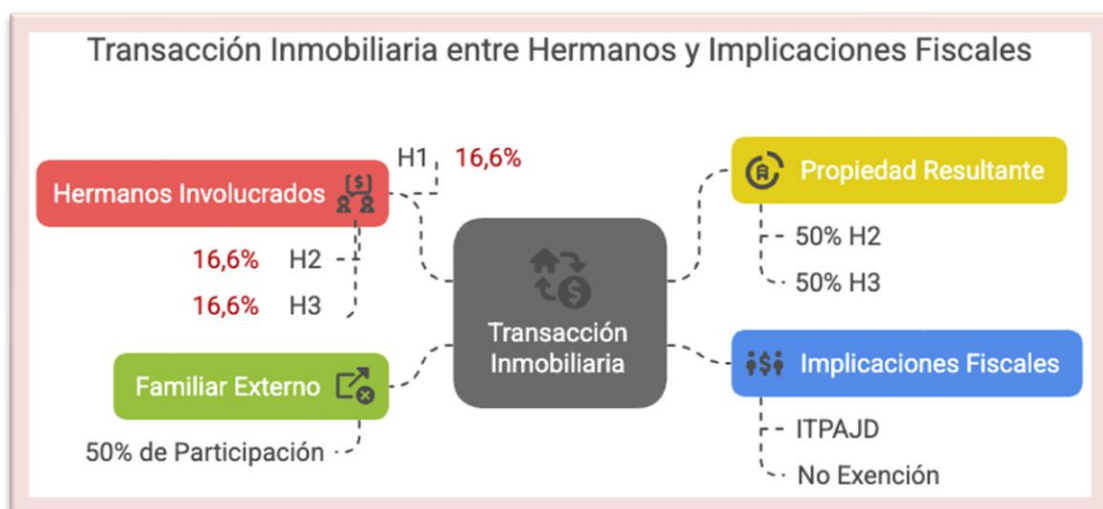 Transacción Inmobiliaria entre Hermanos y Implicaciones Fiscales
Hermanos Involucrados
H1 16,6%
16,6% H2
16,6% H3
Familiar Externo
50% de Participación
Transacción
Inmobiliaria
Propiedad Resultante
50% H2
50% H3
Implicaciones Fiscales
ITPAJD
No Exención